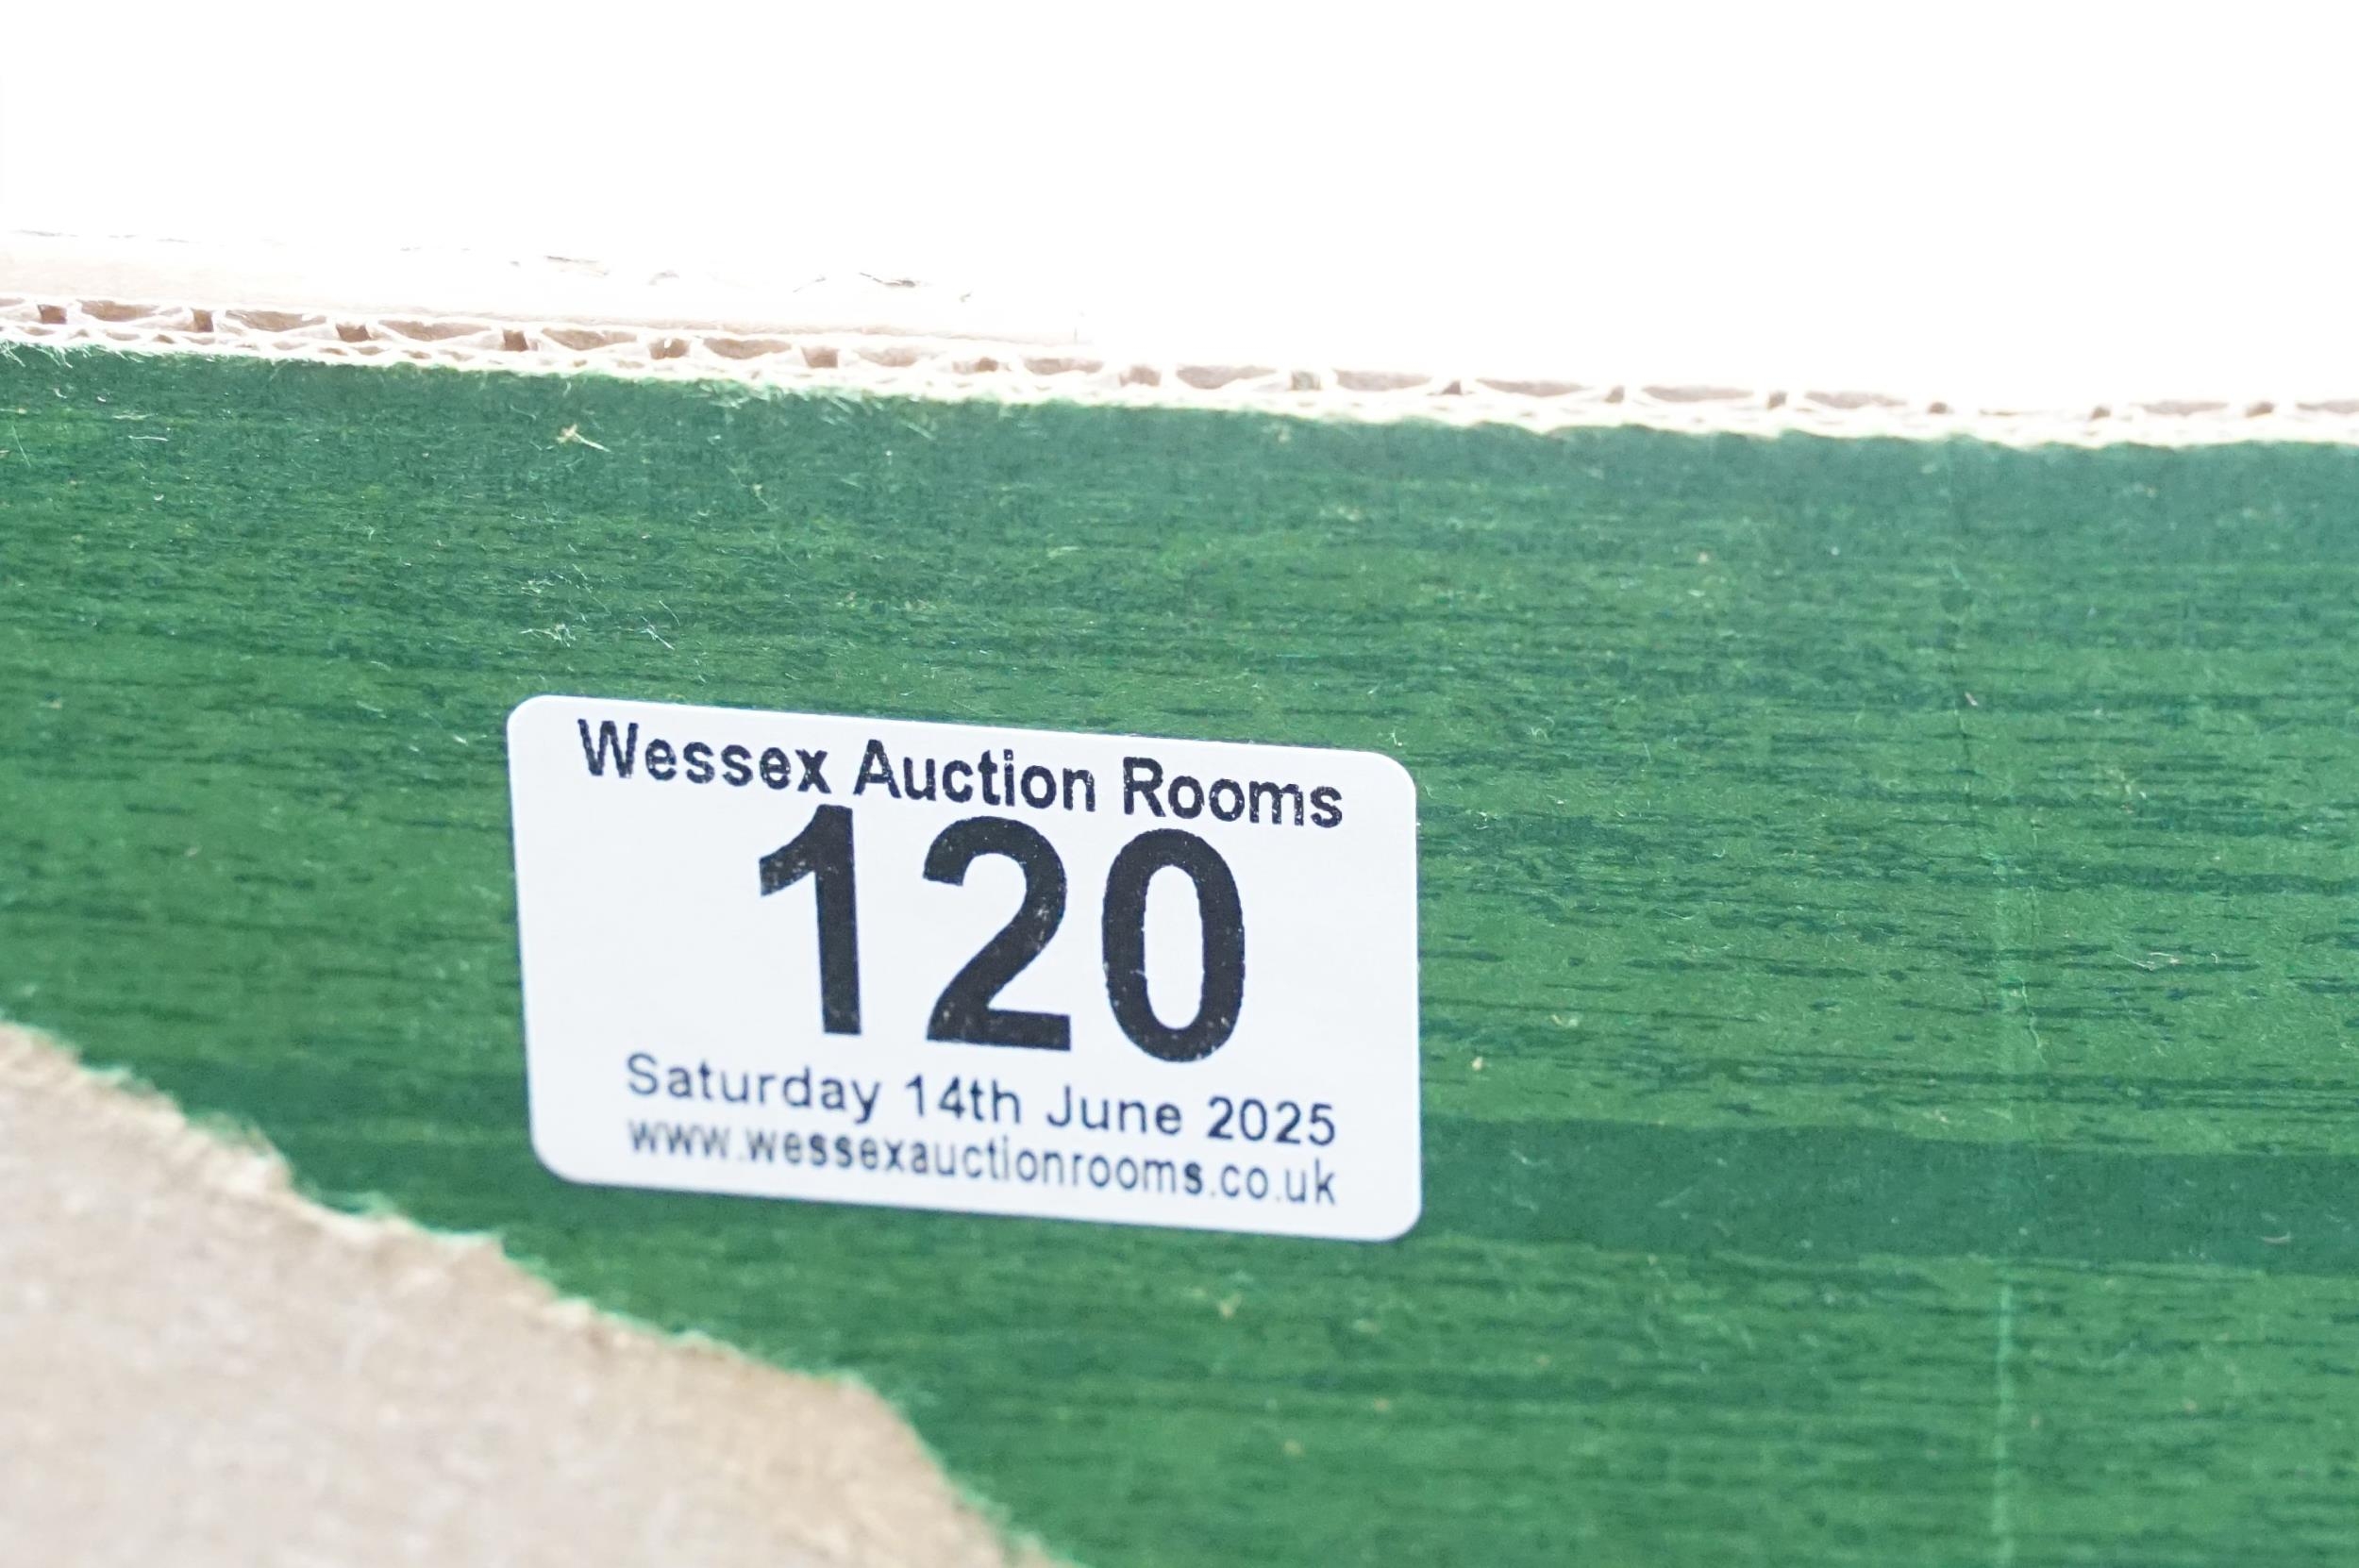 Wessex Auction Rooms
120
Saturday 14th June 2025
www.wessexauctionrooms.co.uk